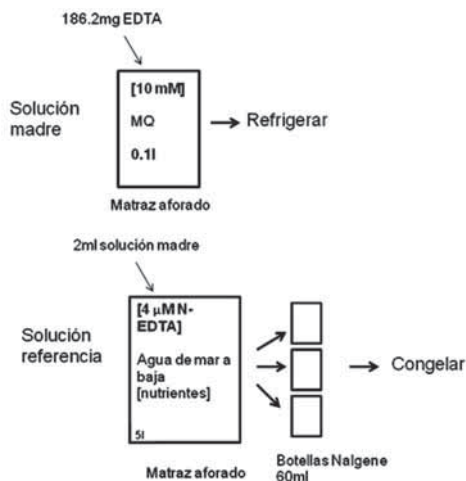 186.2mg EDTA
Solución
madre
[10 mM]
MQ
0.1l
Refrigerar
Matraz aforado
2ml solución madre
Solución
referencia
[4 µM N-
EDTA]
Agua de mar a
baja
[nutrientes]
5l
Congelar
Matraz aforado
Botellas Nalgene
60ml